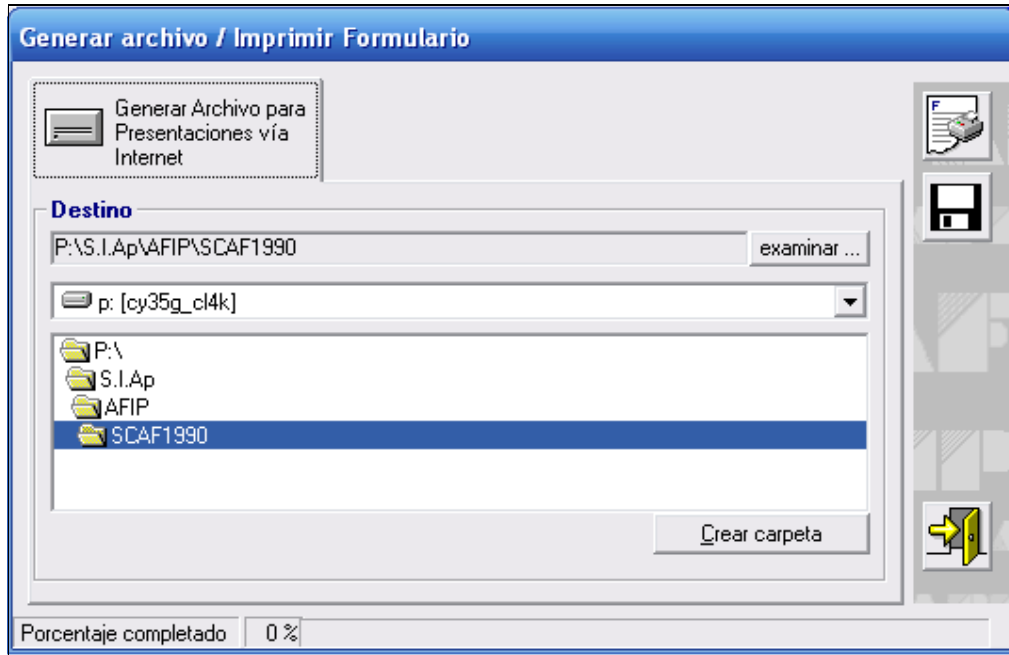 Generar archivo / Imprimir Formulario
Generar Archivo para
Presentaciones vía
Internet
F
Destino
P:\S.I.Ap\AFIP\SCAF1990
examinar ...
p: [cy35g_cl4k]
P:\
S.I.Ap
AFIP
SCAF1990
Crear carpeta
Porcentaje completado 0 %